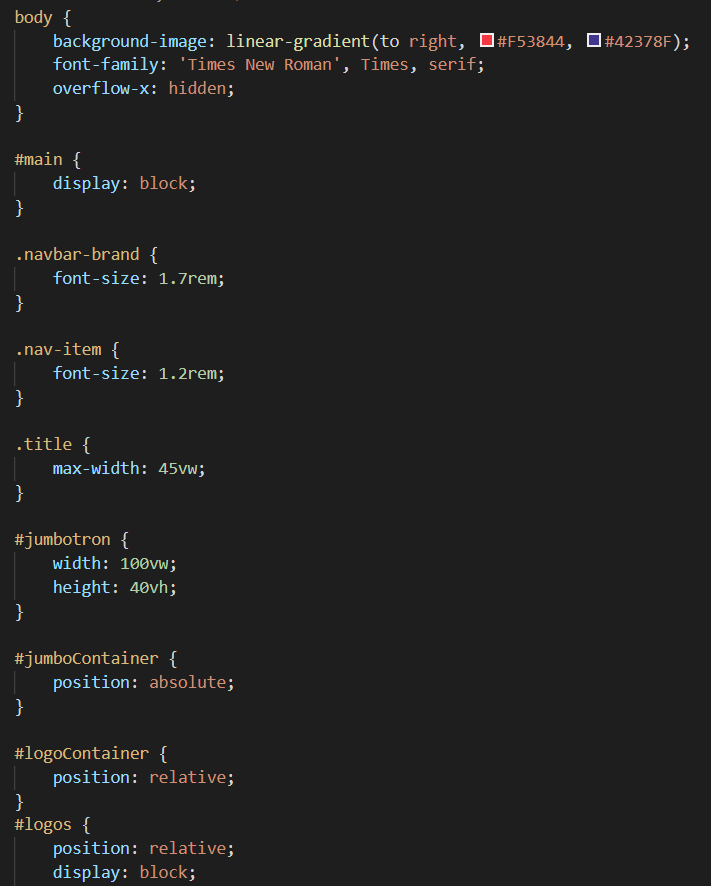 body {
    background-image: linear-gradient(to right, #F53844, #42378F);
    font-family: 'Times New Roman', Times, serif;
    overflow-x: hidden;
}

#main {
    display: block;
}

.navbar-brand {
    font-size: 1.7rem;
}

.nav-item {
    font-size: 1.2rem;
}

.title {
    max-width: 45vw;
}

#jumbotron {
    width: 100vw;
    height: 40vh;
}

#jumboContainer {
    position: absolute;
}

#logoContainer {
    position: relative;
}
#logos {
    position: relative;
    display: block;